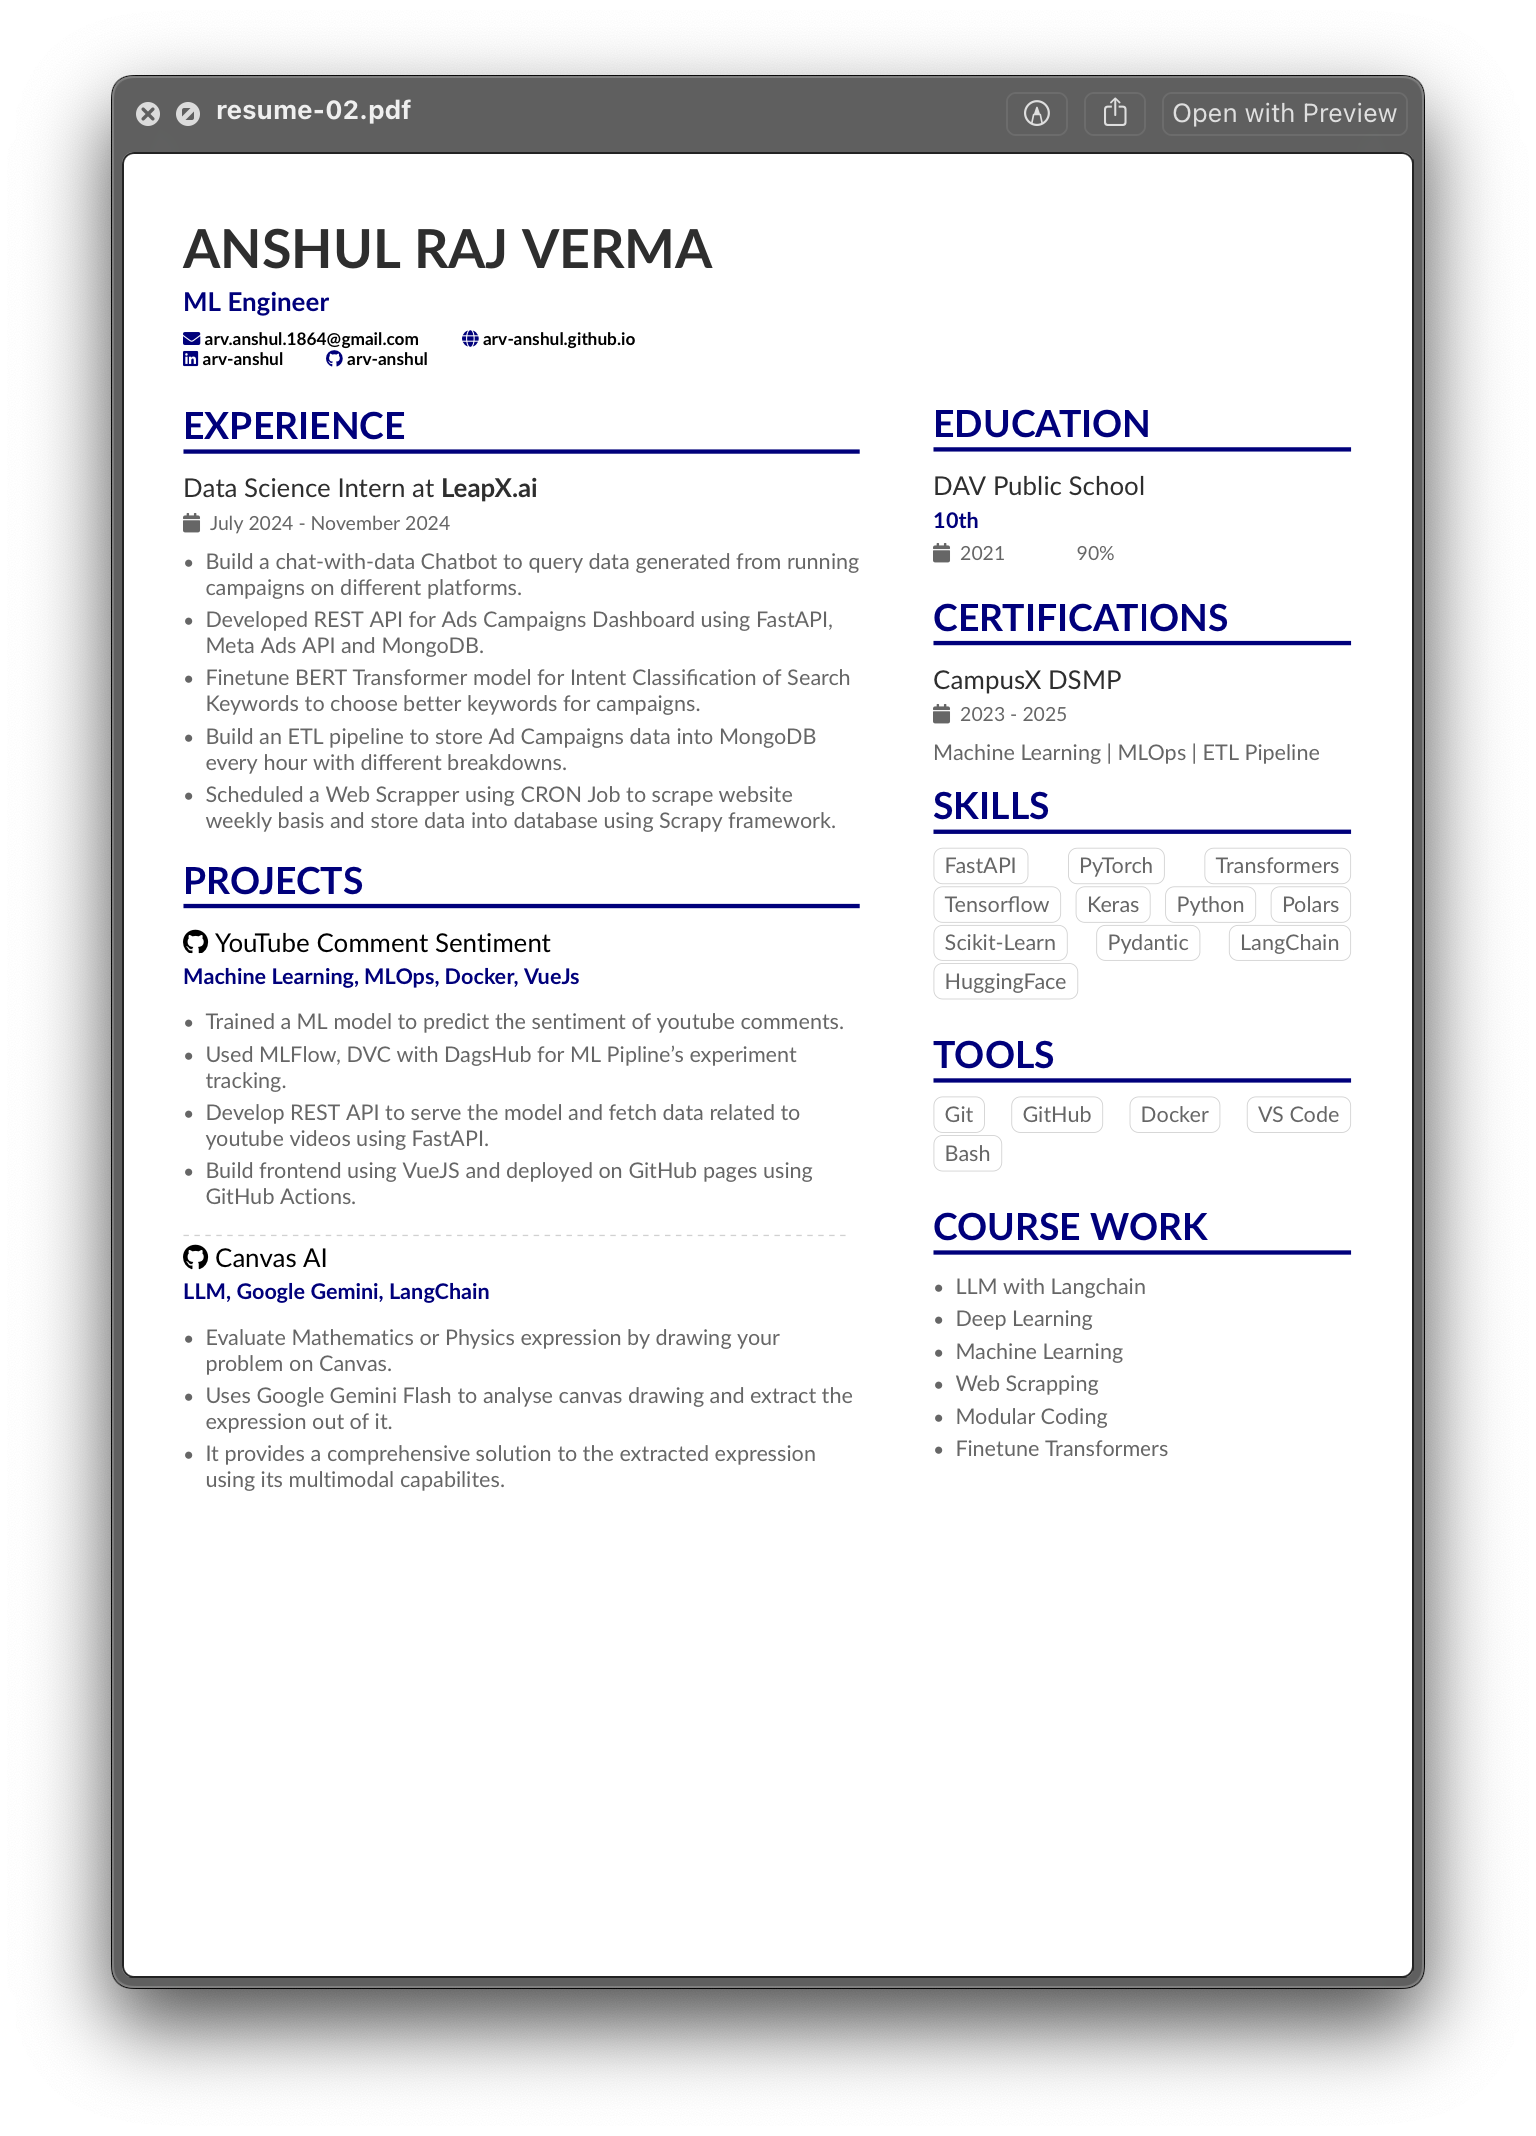 resume-02.pdf
Open with Preview
ANSHUL RAJ VERMA
ML Engineer
arv.anshul.1864@gmail.com arv-anshul.github.io
arv-anshul arv-anshul
EXPERIENCE
Data Science Intern at LeapX.ai
July 2024 - November 2024
• Build a chat-with-data Chatbot to query data generated from running
campaigns on different platforms.
• Developed REST API for Ads Campaigns Dashboard using FastAPI,
Meta Ads API and MongoDB.
• Finetune BERT Transformer model for Intent Classification of Search
Keywords to choose better keywords for campaigns.
• Build an ETL pipeline to store Ad Campaigns data into MongoDB
every hour with different breakdowns.
• Scheduled a Web Scrapper using CRON Job to scrape website
weekly basis and store data into database using Scrapy framework.
PROJECTS
YouTube Comment Sentiment
Machine Learning, MLOps, Docker, VueJs
• Trained a ML model to predict the sentiment of youtube comments.
• Used MLFlow, DVC with DagsHub for ML Pipline’s experiment
tracking.
• Develop REST API to serve the model and fetch data related to
youtube videos using FastAPI.
• Build frontend using VueJS and deployed on GitHub pages using
GitHub Actions.
Canvas AI
LLM, Google Gemini, LangChain
• Evaluate Mathematics or Physics expression by drawing your
problem on Canvas.
• Uses Google Gemini Flash to analyse canvas drawing and extract the
expression out of it.
• It provides a comprehensive solution to the extracted expression
using its multimodal capabilites.
EDUCATION
DAV Public School
10th
2021 90%
CERTIFICATIONS
CampusX DSMP
2023 - 2025
Machine Learning | MLOps | ETL Pipeline
SKILLS
FastAPI PyTorch Transformers
Tensorflow Keras Python Polars
Scikit-Learn Pydantic LangChain
HuggingFace
TOOLS
Git GitHub Docker VS Code
Bash
COURSE WORK
• LLM with Langchain
• Deep Learning
• Machine Learning
• Web Scrapping
• Modular Coding
• Finetune Transformers